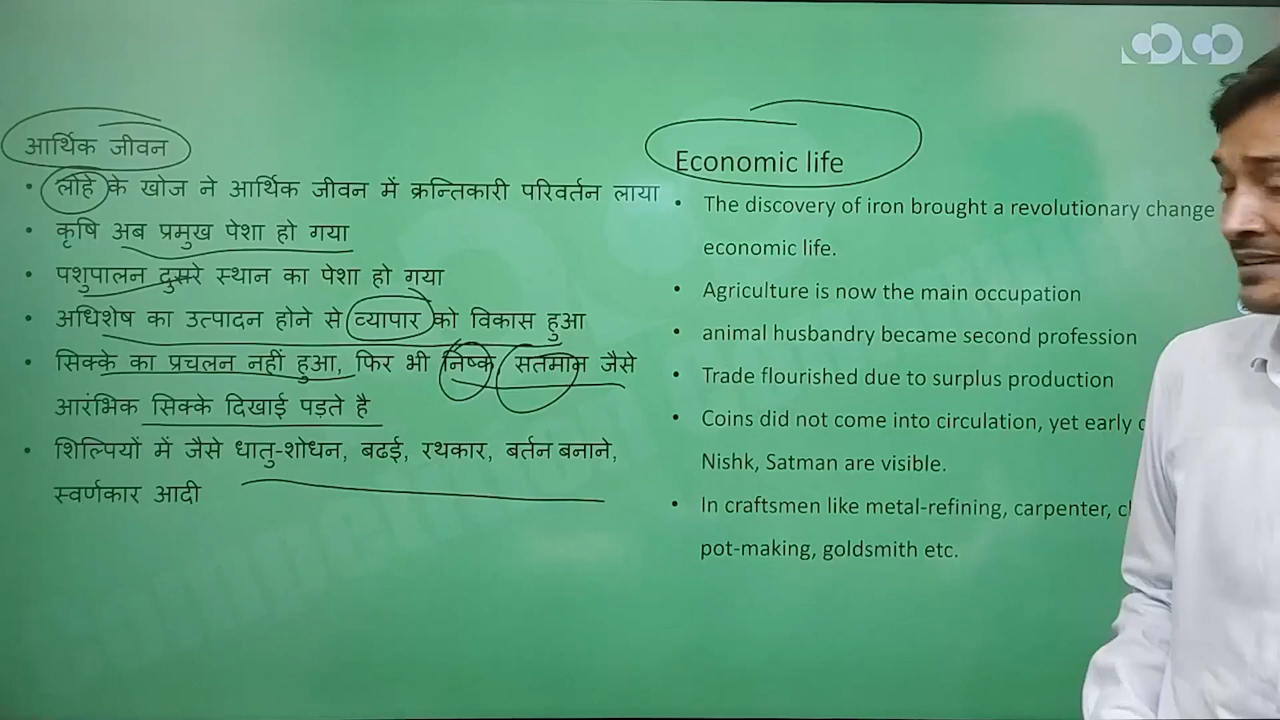 आर्थिक जीवन
• लोहे के खोज ने आर्थिक जीवन में क्रन्तिकारी परिवर्तन लाया
• कृषि अब प्रमुख पेशा हो गया
• पशुपालन दुसरे स्थान का पेशा हो गया
• अधिशेष का उत्पादन होने से व्यापार को विकास हुआ
• सिक्के का प्रचलन नहीं हुआ, फिर भी निष्क सतमान जैसे
आरंभिक सिक्के दिखाई पड़ते है
• शिल्पियों में जैसे धातु-शोधन, बढई, रथकार, बर्तन बनाने,
स्वर्णकार आदी
Economic life
• The discovery of iron brought a revolutionary change
economic life.
• Agriculture is now the main occupation
• animal husbandry became second profession
• Trade flourished due to surplus production
• Coins did not come into circulation, yet early
Nishk, Satman are visible.
• In craftsmen like metal-refining, carpenter,
pot-making, goldsmith etc.